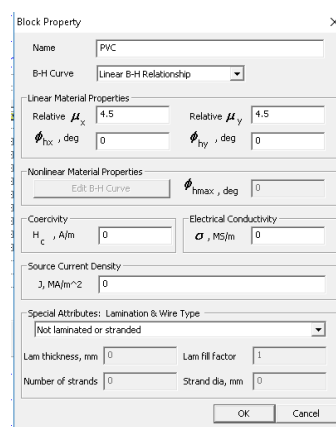 Block Property
Name PVC
B-H Curve Linear B-H Relationship
Linear Material Properties
Relative μx 4.5 Relative μy 4.5
ϕhx , deg 0 ϕhy , deg 0
Nonlinear Material Properties
Edit B-H Curve ϕhmax , deg 0
Coercivity Electrical Conductivity
Hc , A/m 0 σ , MS/m 0
Source Current Density
J, MA/m^2 0
Special Attributes: Lamination & Wire Type
Not laminated or stranded
Lam thickness, mm 0 Lam fill factor 1
Number of strands 0 Strand dia, mm 0
OK Cancel